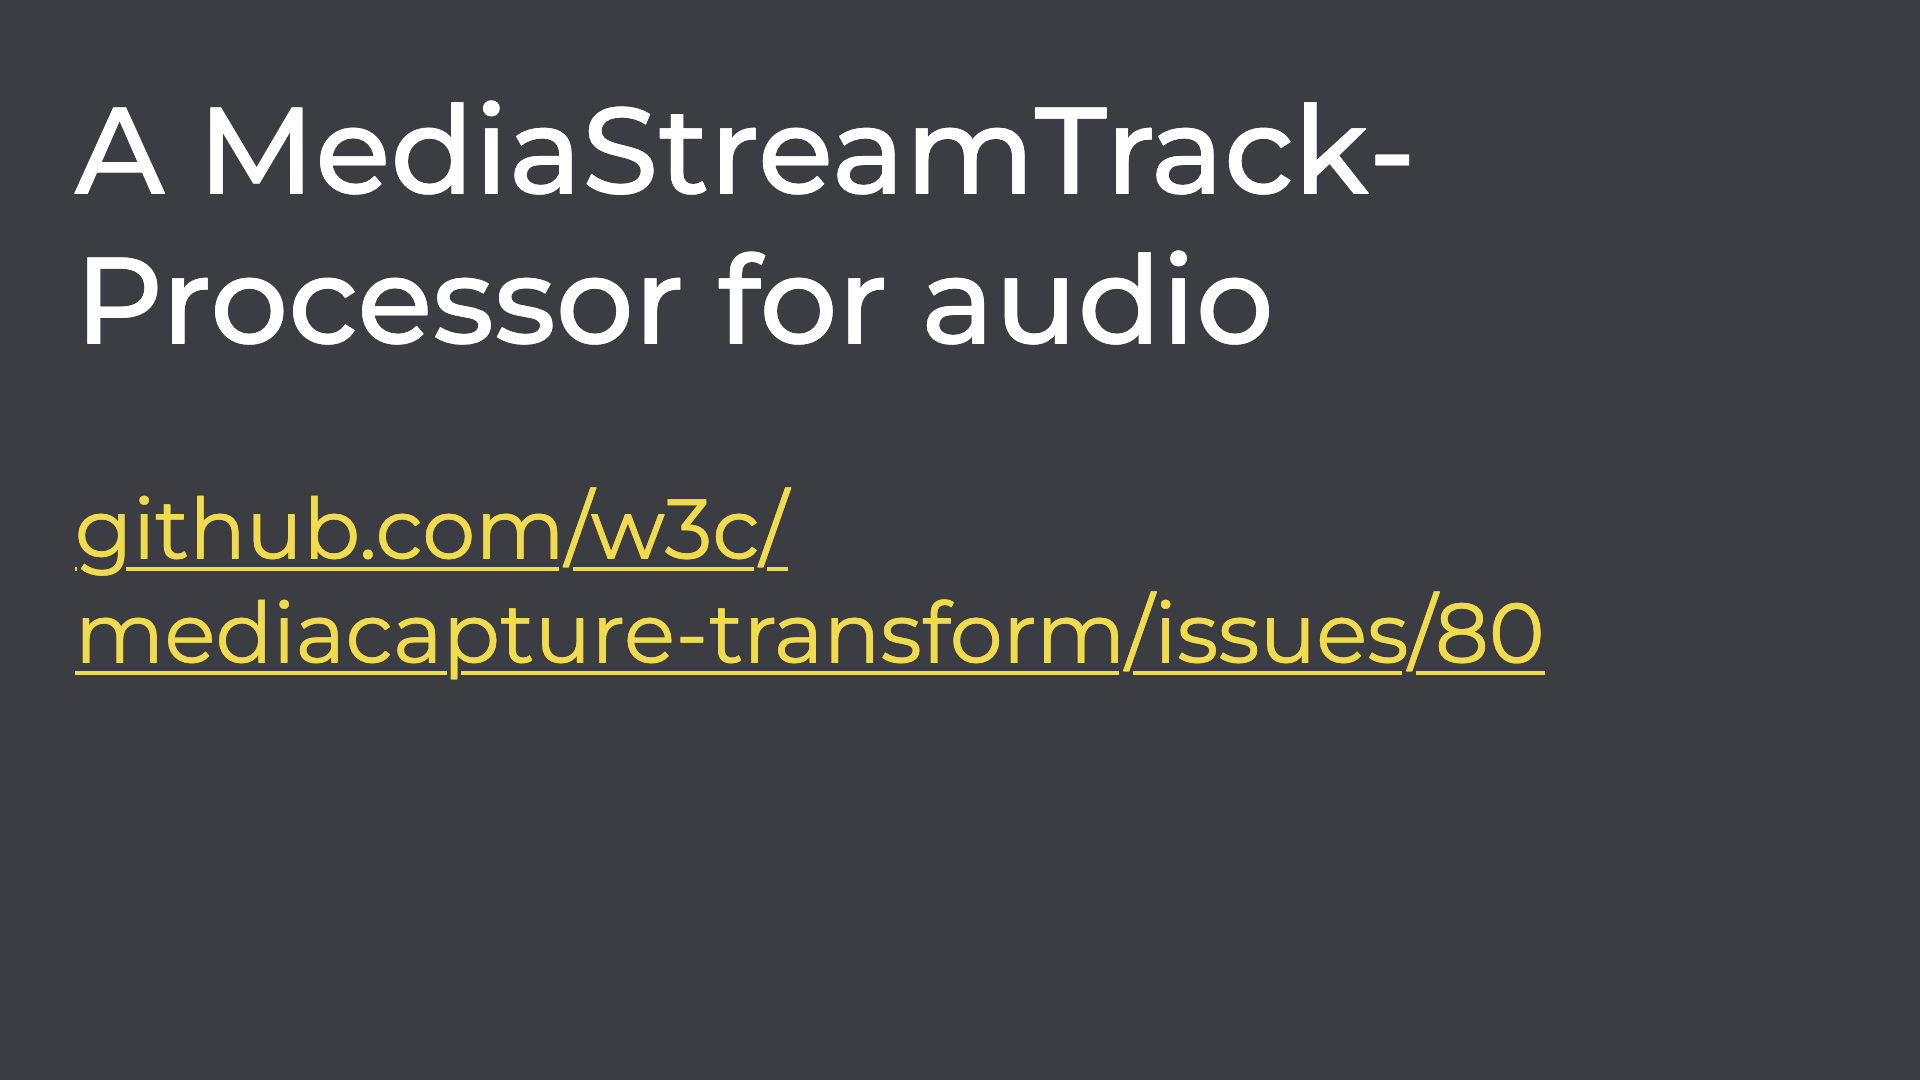 A MediaStreamTrack-
Processor for audio
github.com/w3c/
mediacapture-transform/issues/80